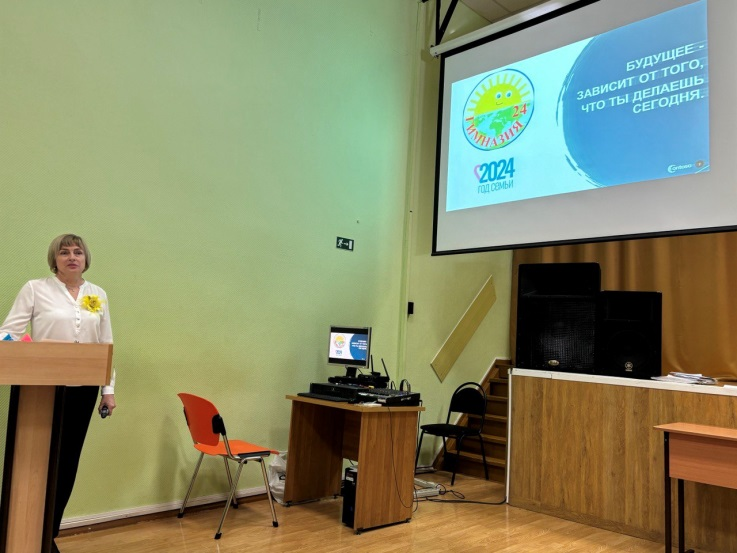 БУДУЩЕЕ -
ЗАВИСИТ ОТ ТОГО,
ЧТО ТЫ ДЕЛАЕШЬ
СЕГОДНЯ.
24
ГИМНАЗИЯ
2024
ГОД СЕМЬИ